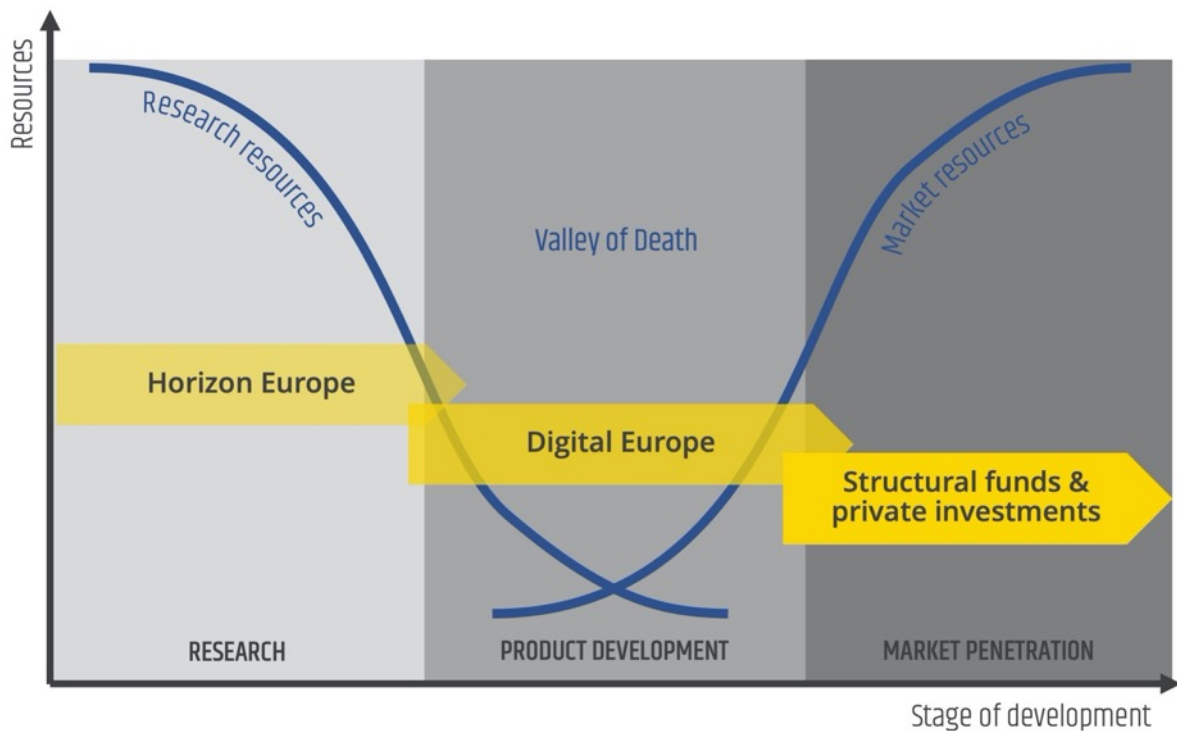 Resources
Research resources
Valley of Death
Market resources
Horizon Europe
Digital Europe
Structural funds &
private investments
RESEARCH
PRODUCT DEVELOPMENT
MARKET PENETRATION
Stage of development